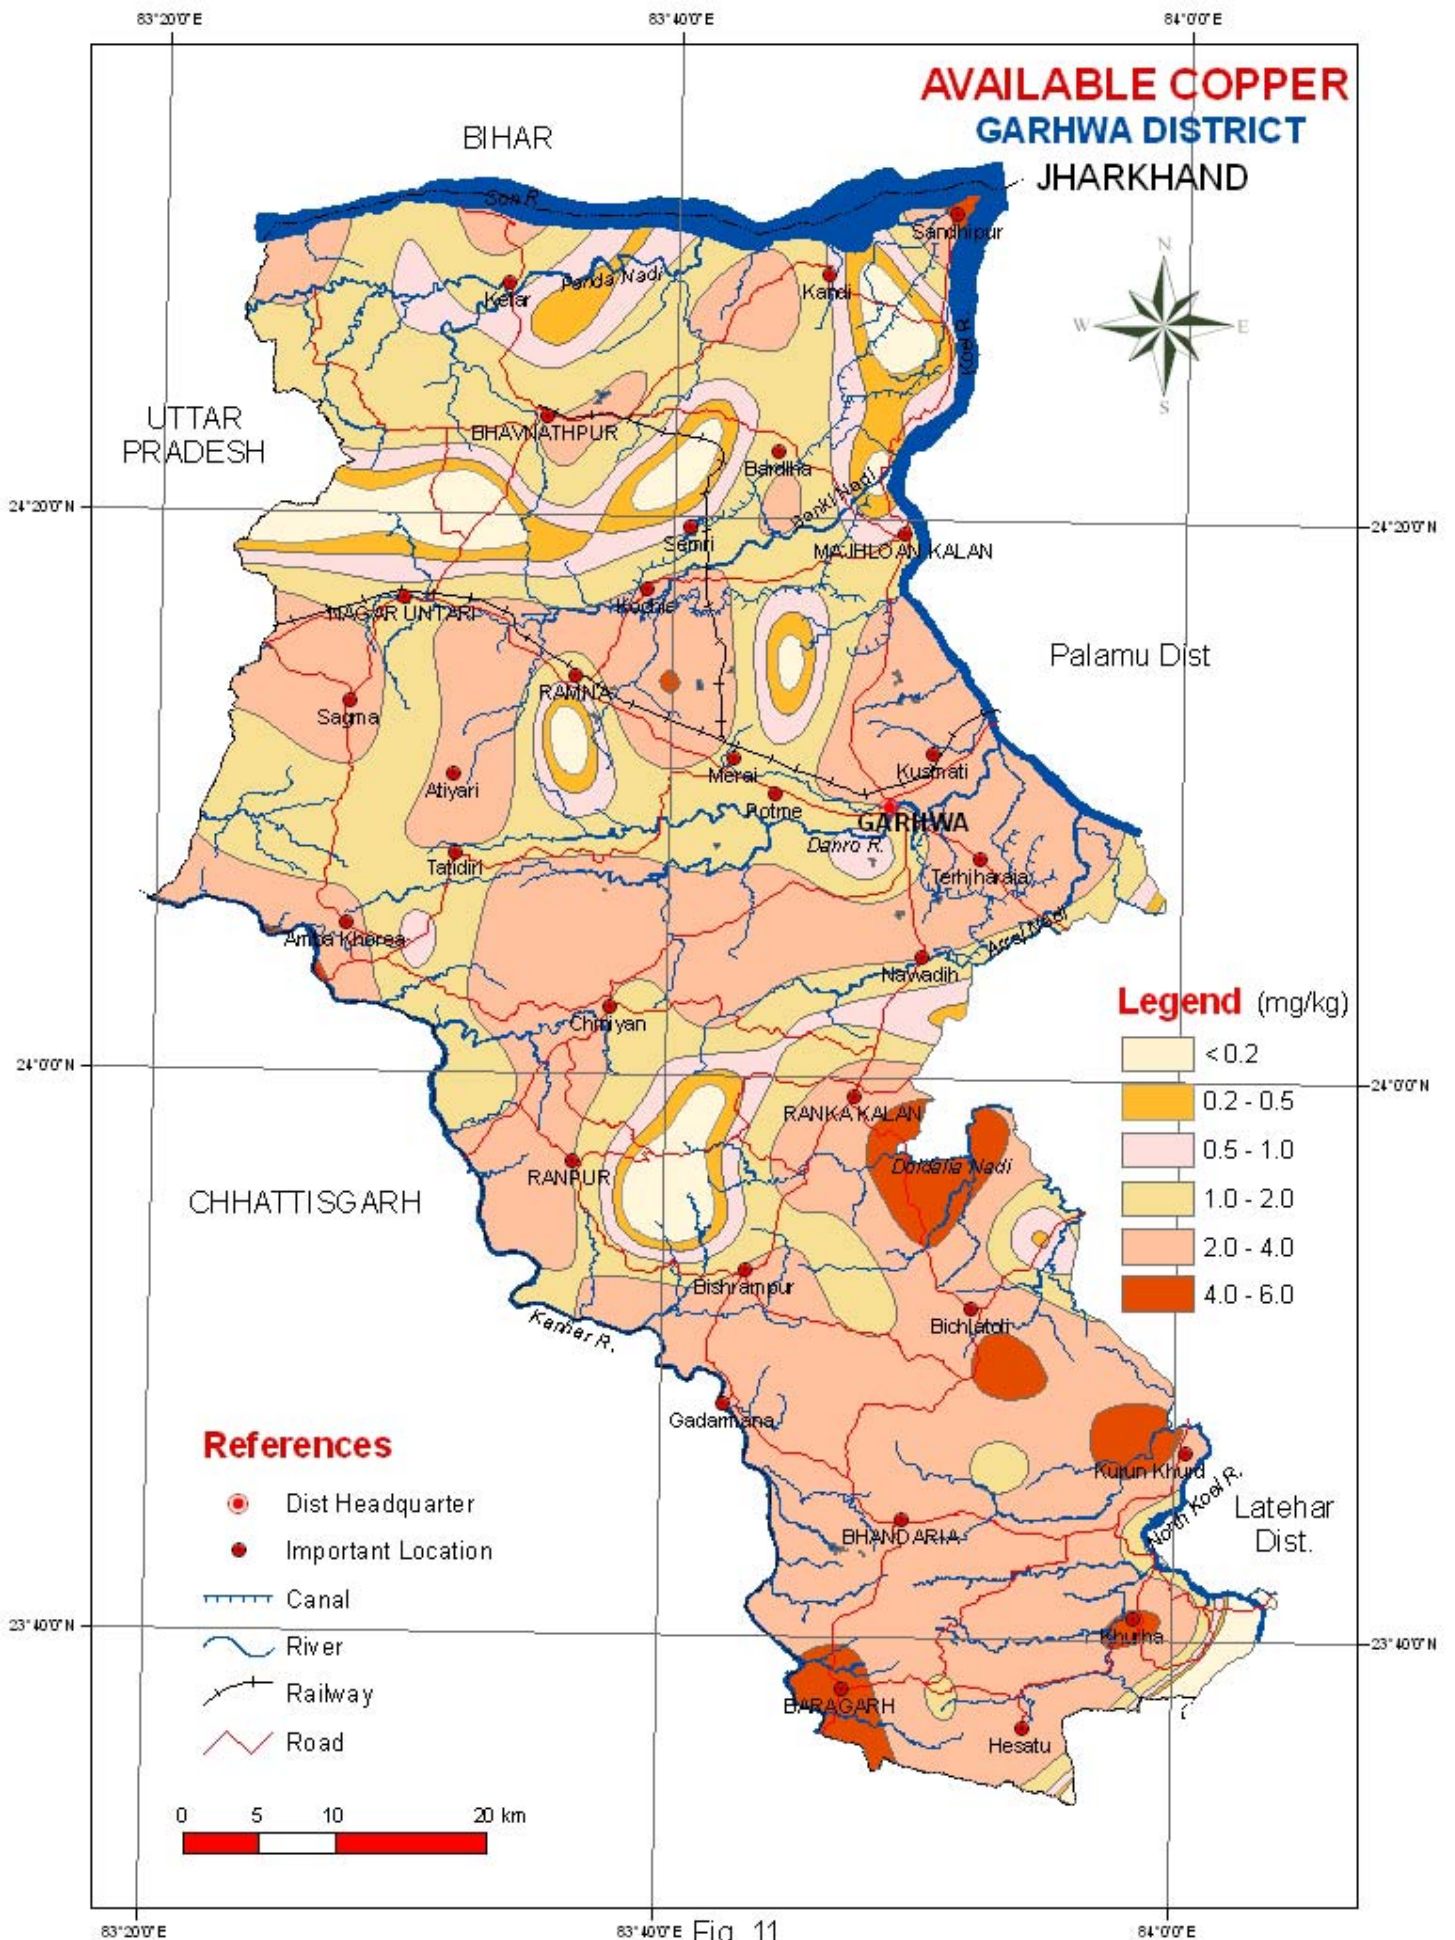 83°20'0"E
83°40'0"E
84°0'0"E
AVAILABLE COPPER
GARHWA DISTRICT
JHARKHAND
BIHAR
Son R.
Sandhipur
N
W
E
S
Ketar
Panda Nadi
Kandi
Koel R.
UTTAR
PRADESH
BHAVNATHPUR
Bardiha
Banki Nadi
24°20'0"N
24°20'0"N
Semri
MAJHLOAN KALAN
NAGAR UNTARI
Kochle
Palamu Dist
RAMNA
Sagma
Merai
Kusmati
Atiyari
Potme
GARHWA
Danro R.
Tatidiri
Terhiharaia
Amba Khorea
Nawadih
Chiniyan
Legend (mg/kg)
< 0.2
0.2 - 0.5
0.5 - 1.0
1.0 - 2.0
2.0 - 4.0
4.0 - 6.0
24°0'0"N
24°0'0"N
RANKA KALAN
RANPUR
Doldalia Nadi
CHHATTISGARH
Bishrampur
Kanhar R.
Bichlatoli
Gadarmana
References
Dist Headquarter
Important Location
Canal
River
Railway
Road
Kurun Khurd
North Koel R.
Latehar
Dist.
BHANDARIA
23°40'0"N
23°40'0"N
Khurha
BARAGARH
Hesatu
0 5 10 20 km
83°20'0"E
83°40'0"E
84°0'0"E
Fig. 11